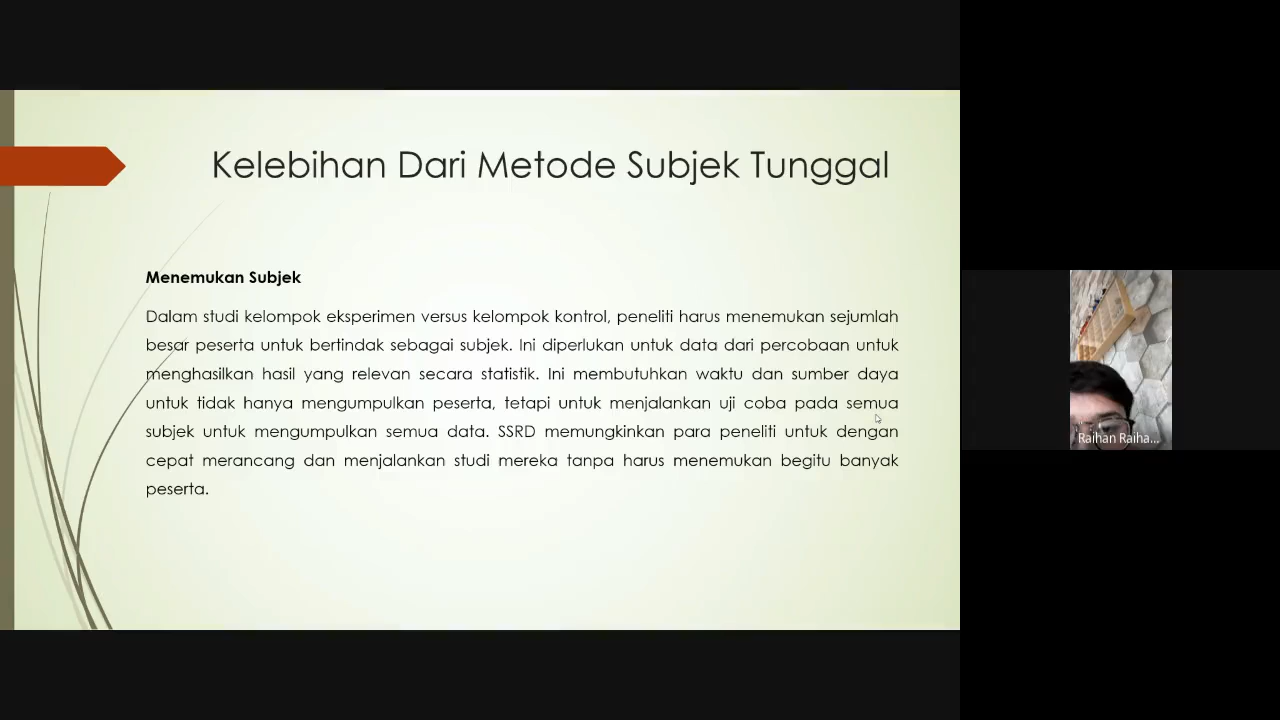 Kelebihan Dari Metode Subjek Tunggal
Menemukan Subjek
Dalam studi kelompok eksperimen versus kelompok kontrol, peneliti harus menemukan sejumlah
besar peserta untuk bertindak sebagai subjek. Ini diperlukan untuk data dari percobaan untuk
menghasilkan hasil yang relevan secara statistik. Ini membutuhkan waktu dan sumber daya
untuk tidak hanya mengumpulkan peserta, tetapi untuk menjalankan uji coba pada semua
subjek untuk mengumpulkan semua data. SSRD memungkinkan para peneliti untuk dengan
cepat merancang dan menjalankan studi mereka tanpa harus menemukan begitu banyak
peserta.
Raihan Raiha...